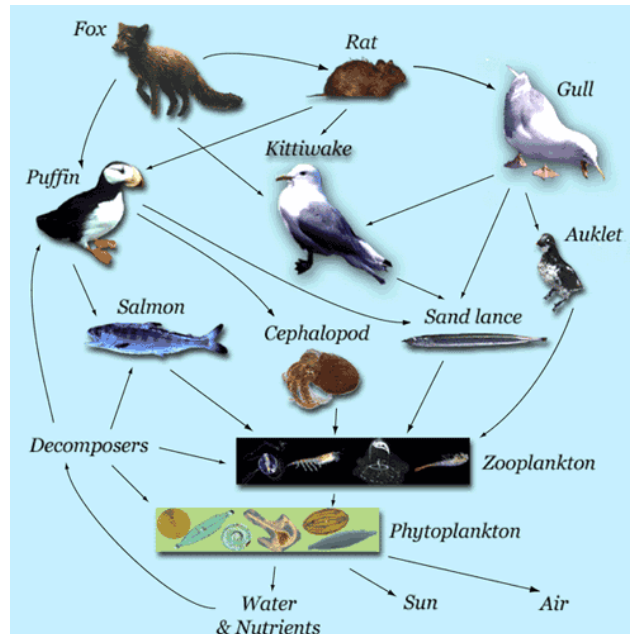 Fox
Rat
Gull
Kittiwake
Puffin
Auklet
Salmon
Cephalopod
Sand lance
Decomposers
Zooplankton
Phytoplankton
Water
& Nutrients
Sun
Air